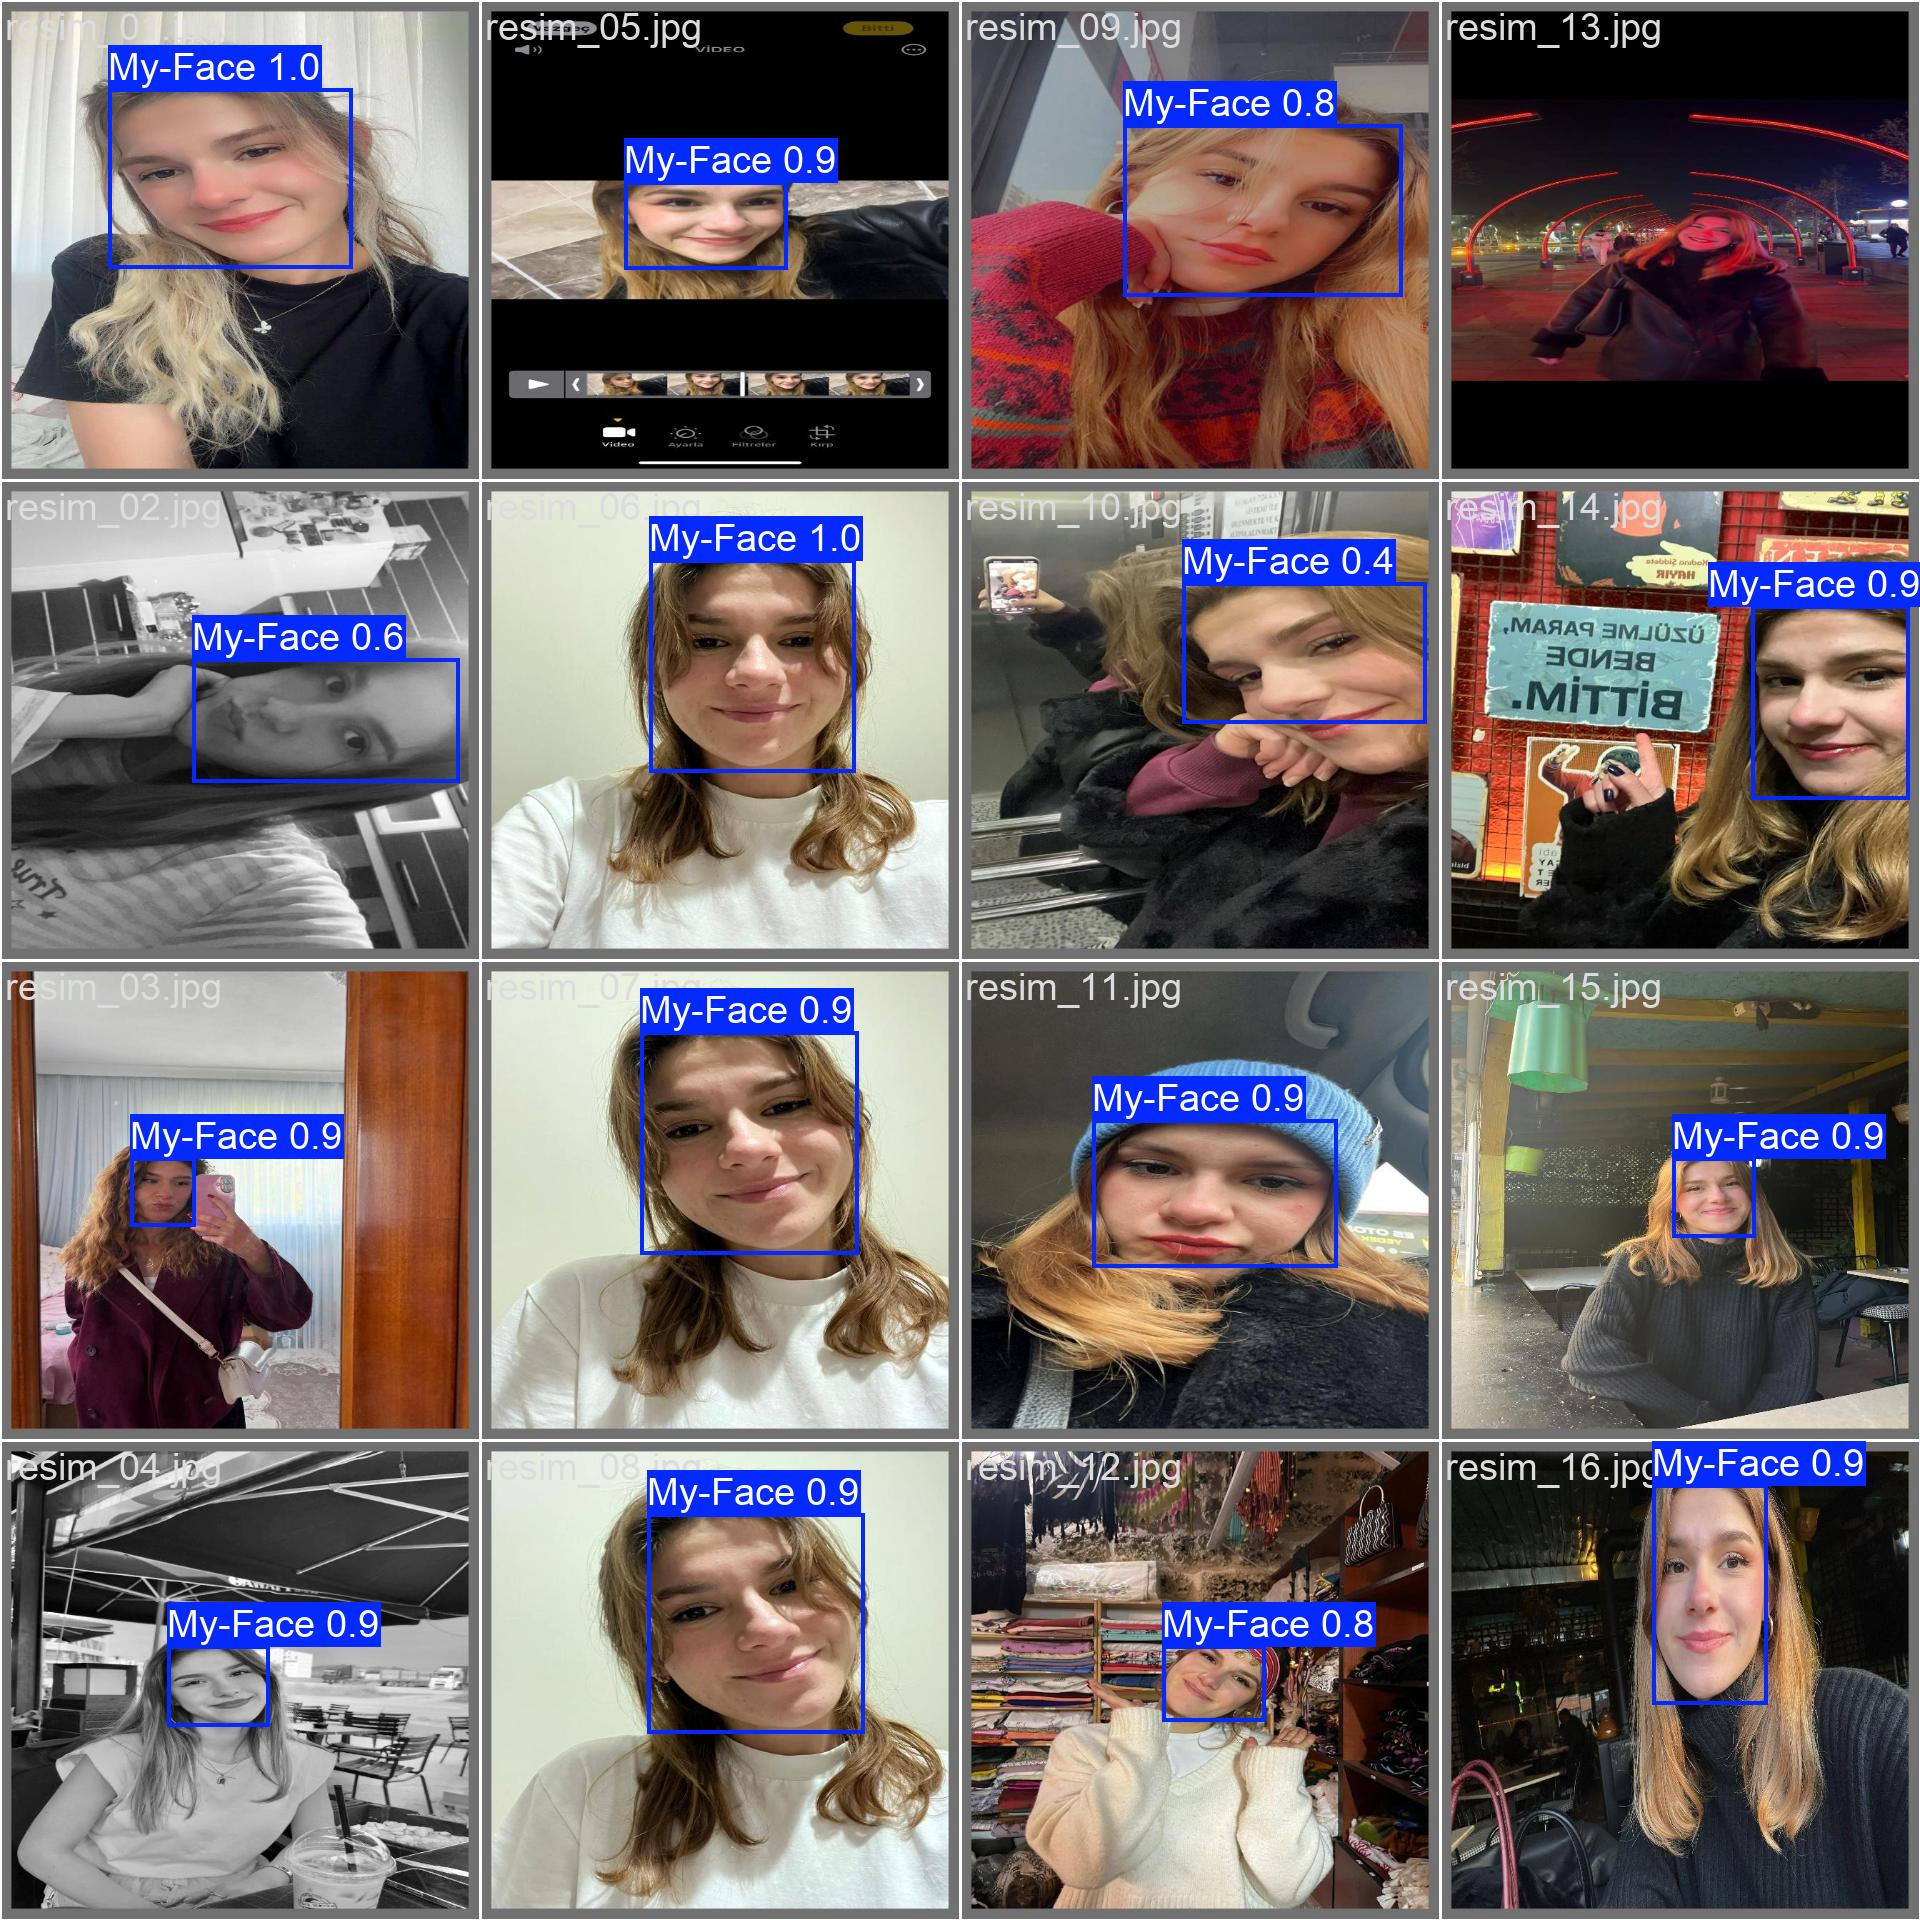 resim_01.jpg
My-Face 1.0
resim_05.jpg
Bitti
VİDEO
My-Face 0.9
Video
Ayarla
Filtreler
Kırp
resim_09.jpg
My-Face 0.8
resim_13.jpg
resim_02.jpg
My-Face 0.6
resim_06.jpg
My-Face 1.0
resim_10.jpg
My-Face 0.4
resim_14.jpg
Kadına Şiddete
HAYIR
My-Face 0.9
ÜZÜLME PARAM,
BENDE
BİTTİM.
resim_03.jpg
My-Face 0.9
resim_07.jpg
My-Face 0.9
resim_11.jpg
My-Face 0.9
resim_15.jpg
My-Face 0.9
resim_04.jpg
My-Face 0.9
resim_08.jpg
My-Face 0.9
resim_12.jpg
My-Face 0.8
resim_16.jpg
My-Face 0.9